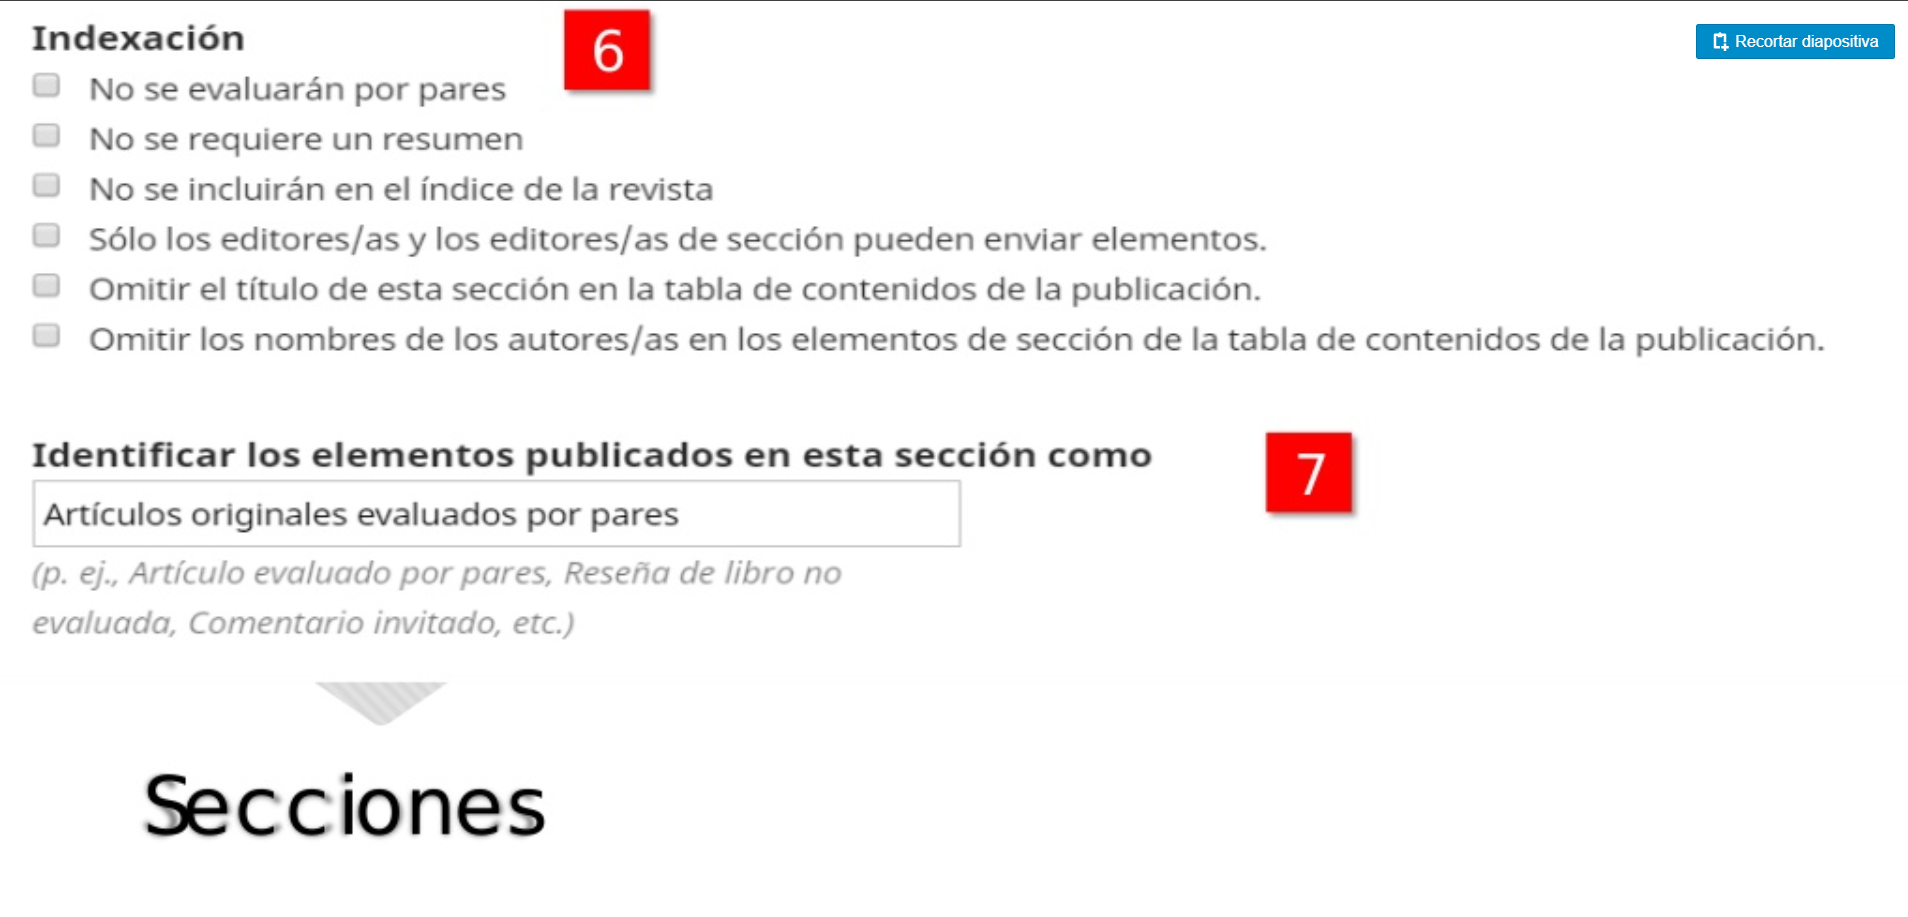 Indexación
6
Recortar diapositiva
No se evaluarán por pares
No se requiere un resumen
No se incluirán en el índice de la revista
Sólo los editores/as y los editores/as de sección pueden enviar elementos.
Omitir el título de esta sección en la tabla de contenidos de la publicación.
Omitir los nombres de los autores/as en los elementos de sección de la tabla de contenidos de la publicación.
Identificar los elementos publicados en esta sección como
7
Artículos originales evaluados por pares
(p. ej., Artículo evaluado por pares, Reseña de libro no
evaluada, Comentario invitado, etc.)
Secciones